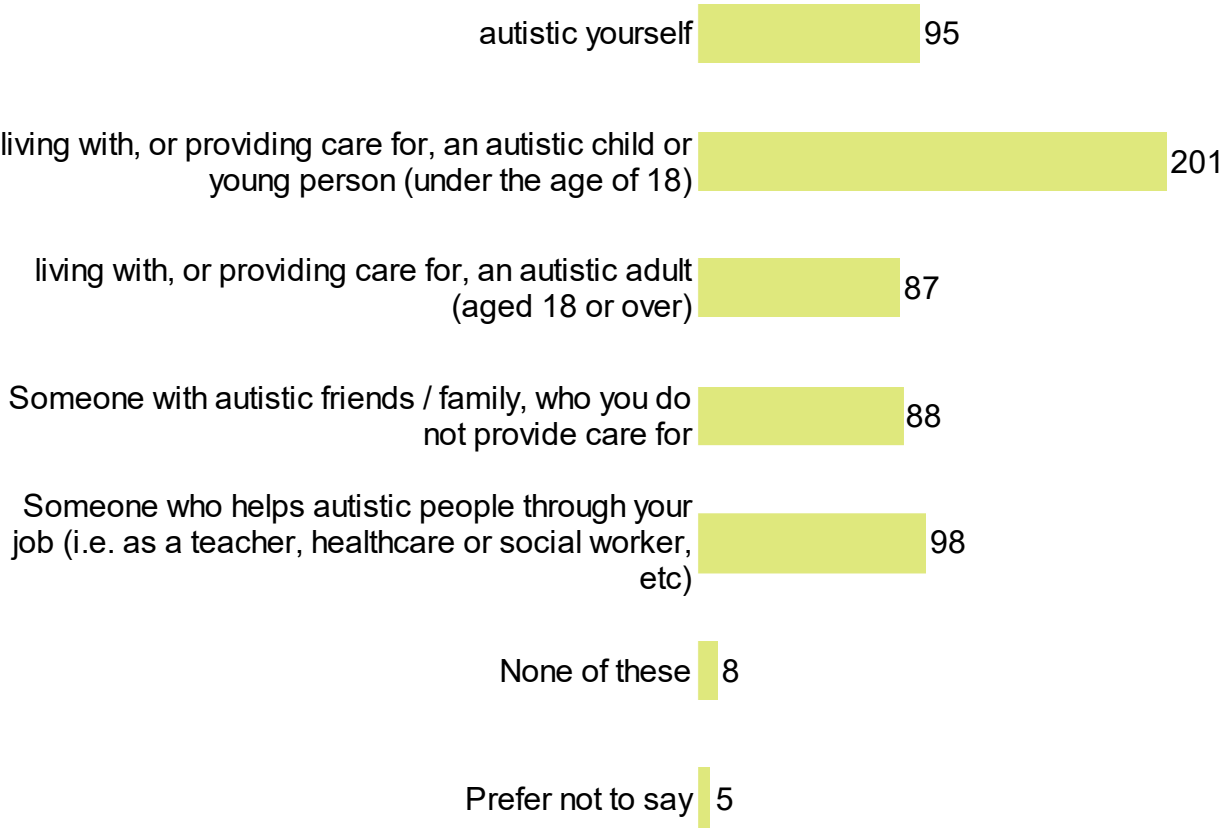 autistic yourself 95
living with, or providing care for, an autistic child or
young person (under the age of 18) 201
living with, or providing care for, an autistic adult
(aged 18 or over) 87
Someone with autistic friends / family, who you do
not provide care for 88
Someone who helps autistic people through your
job (i.e. as a teacher, healthcare or social worker,
etc) 98
None of these 8
Prefer not to say 5